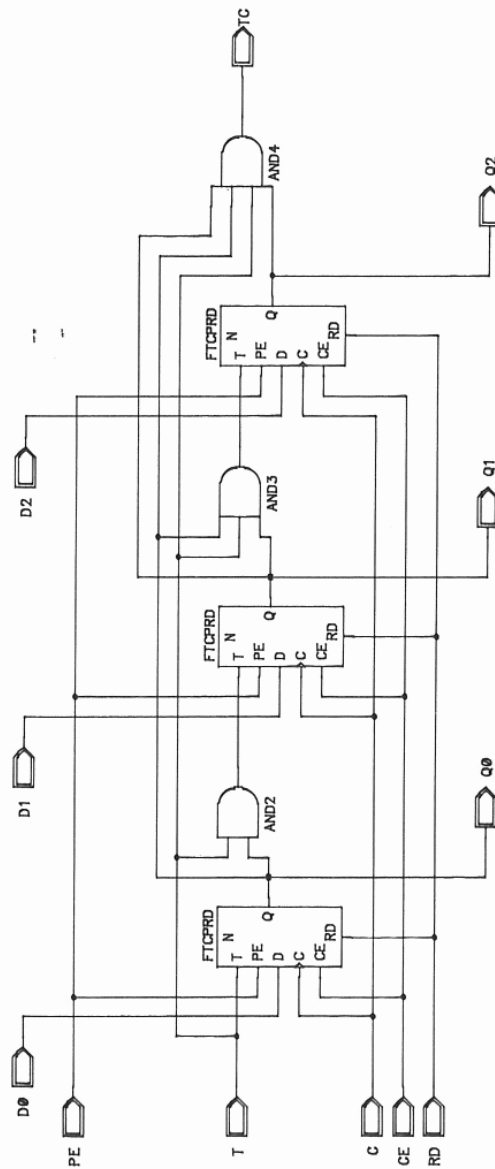 TC
AND4
Q2
FTCPRD
N
T
PE
D
C
CE
RD
Q
D2
AND3
Q1
FTCPRD
N
T
PE
D
C
CE
RD
Q
D1
AND2
Q0
FTCPRD
N
T
PE
D
C
CE
RD
Q
D0
PE
T
C
CE
RD